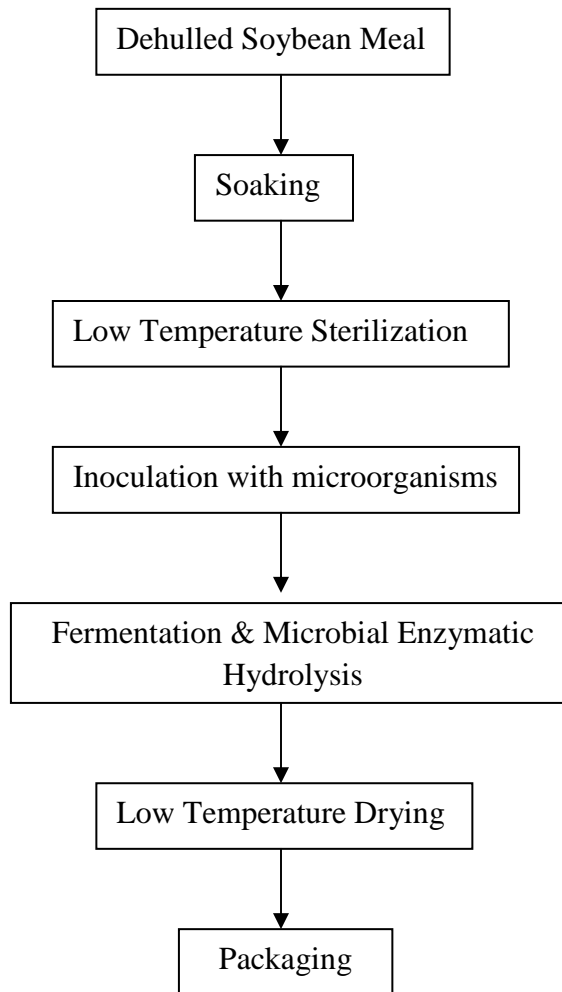 Dehulled Soybean Meal
Soaking
Low Temperature Sterilization
Inoculation with microorganisms
Fermentation & Microbial Enzymatic
Hydrolysis
Low Temperature Drying
Packaging